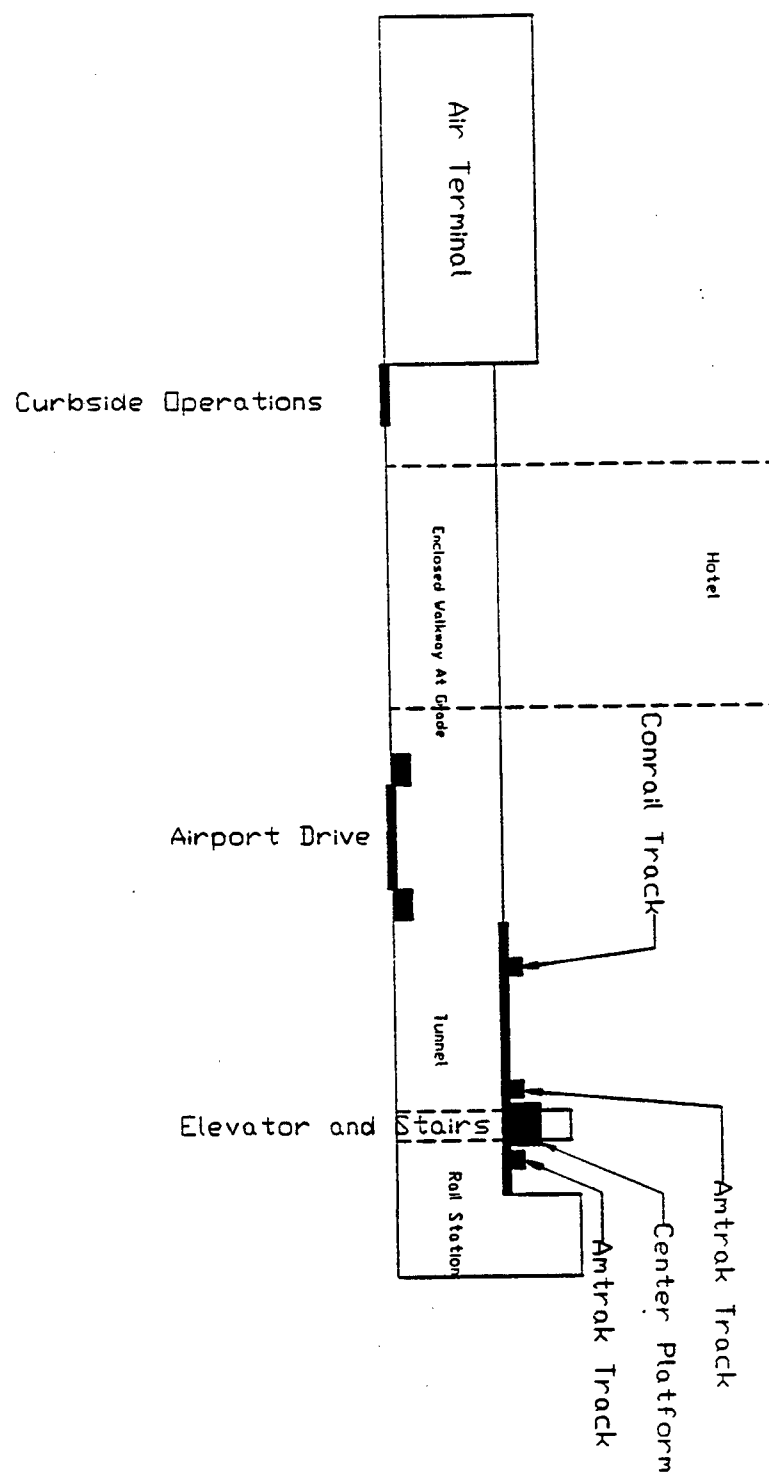 Air Terminal
Curbside Operations
Enclosed Walkway At Grade
Hotel
Conrail Track
Airport Drive
Tunnel
Elevator and Stairs
Rail Station
Amtrak Track
Center Platform
Amtrak Track